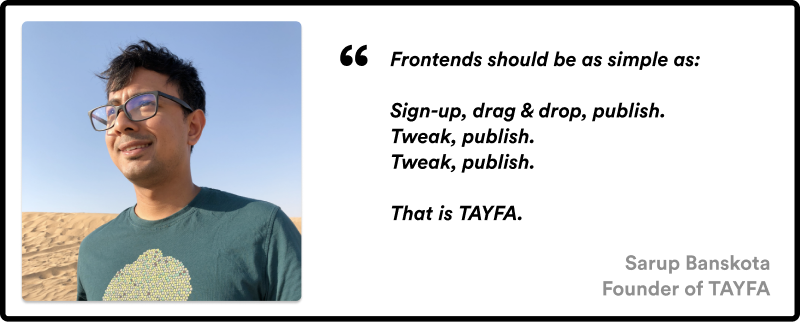 “ Frontends should be as simple as:
Sign-up, drag & drop, publish.
Tweak, publish.
Tweak, publish.
That is TAYFA.
Sarup Banskota
Founder of TAYFA